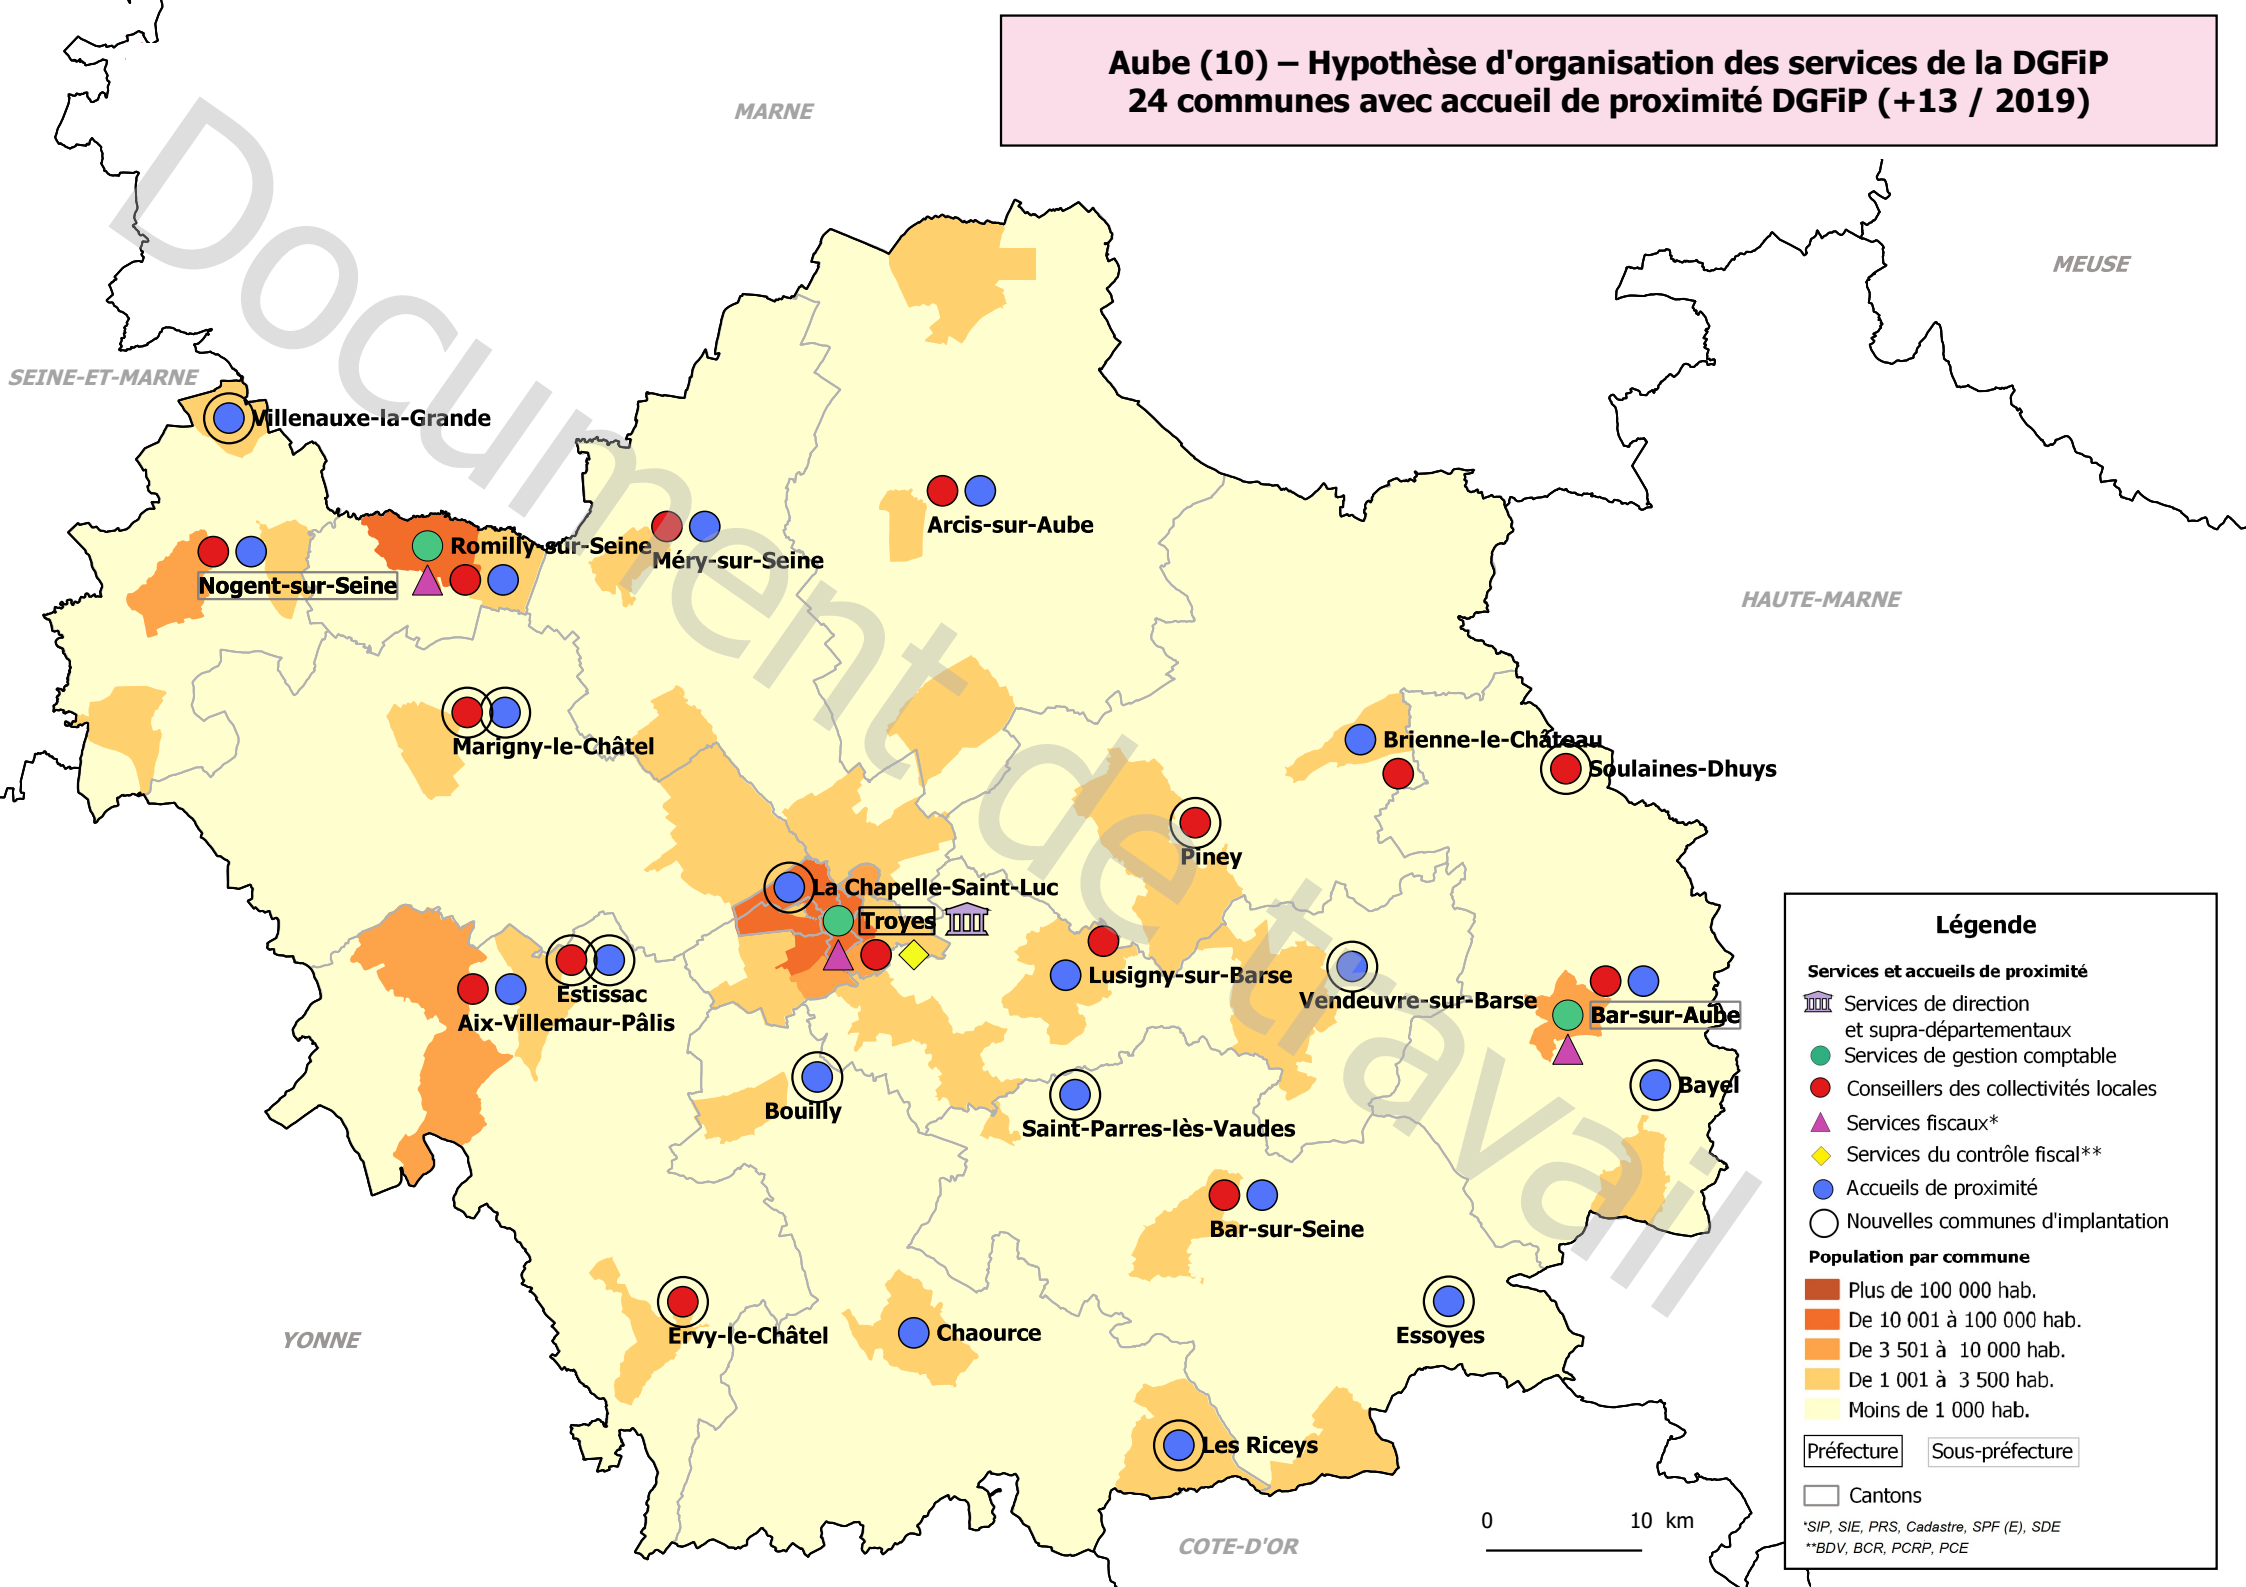 Aube (10) – Hypothèse d'organisation des services de la DGFiP
24 communes avec accueil de proximité DGFiP (+13 / 2019)
MARNE
MEUSE
SEINE-ET-MARNE
Villenauxe-la-Grande
Arcis-sur-Aube
Romilly-sur-Seine
Méry-sur-Seine
Nogent-sur-Seine
HAUTE-MARNE
Marigny-le-Châtel
Brienne-le-Château
Soulaines-Dhuys
Piney
La Chapelle-Saint-Luc
Troyes
Lusigny-sur-Barse
Estissac
Vendeuvre-sur-Barse
Aix-Villemaur-Pâlis
Bar-sur-Aube
Bayel
Bouilly
Saint-Parres-lès-Vaudes
Bar-sur-Seine
Ervy-le-Châtel
Chaource
Essoyes
YONNE
Les Riceys
COTE-D'OR
0 10 km
Document de travail
Légende
Services et accueils de proximité
Services de direction
et supra-départementaux
Services de gestion comptable
Conseillers des collectivités locales
Services fiscaux*
Services du contrôle fiscal**
Accueils de proximité
Nouvelles communes d'implantation
Population par commune
Plus de 100 000 hab.
De 10 001 à 100 000 hab.
De 3 501 à 10 000 hab.
De 1 001 à 3 500 hab.
Moins de 1 000 hab.
Préfecture Sous-préfecture
Cantons
*SIP, SIE, PRS, Cadastre, SPF (E), SDE
**BDV, BCR, PCRP, PCE